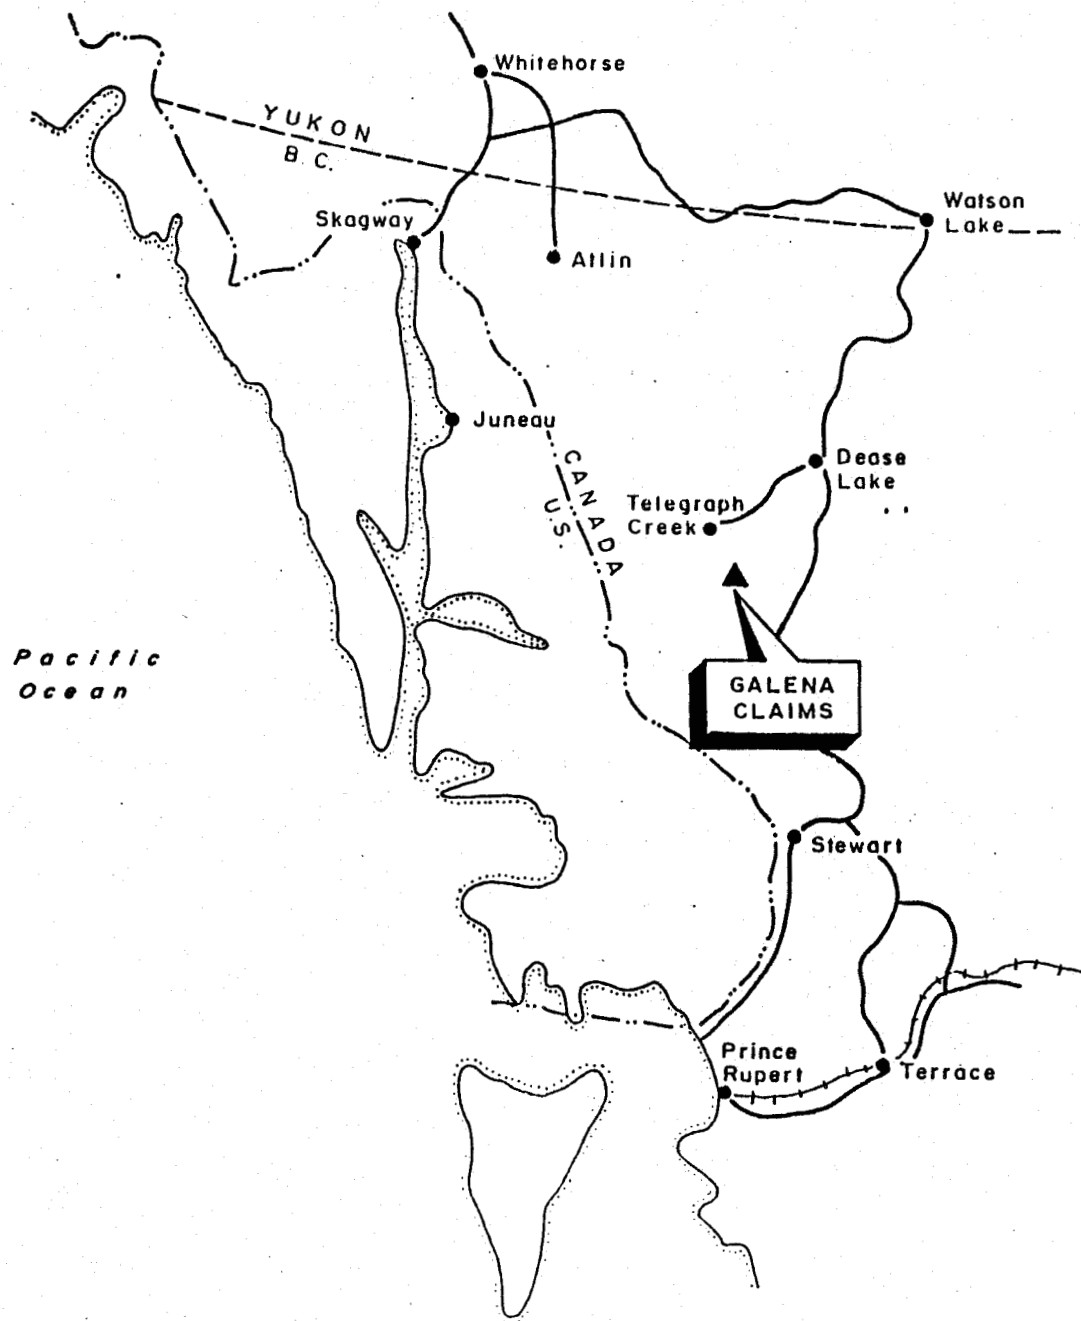 Whitehorse
YUKON
B.C.
Watson
Lake
Skagway
Atlin
Juneau
Dease
Lake
CANADA
U.S.
Telegraph
Creek
Pacific
Ocean
GALENA
CLAIMS
Stewart
Prince
Rupert
Terrace